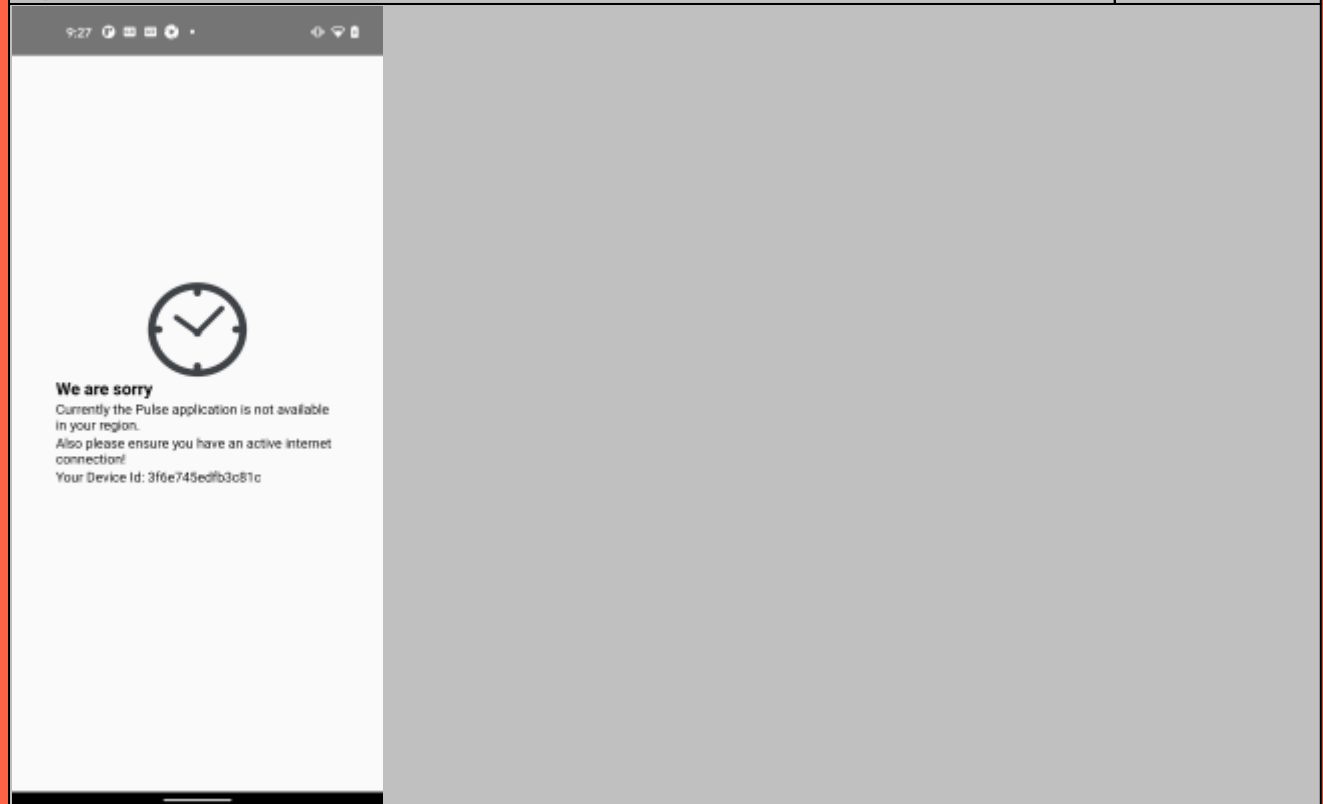 9:27
We are sorry
Currently the Pulse application is not available
in your region.
Also please ensure you have an active internet
connection!
Your Device Id: 3f6e745edfb3c81c